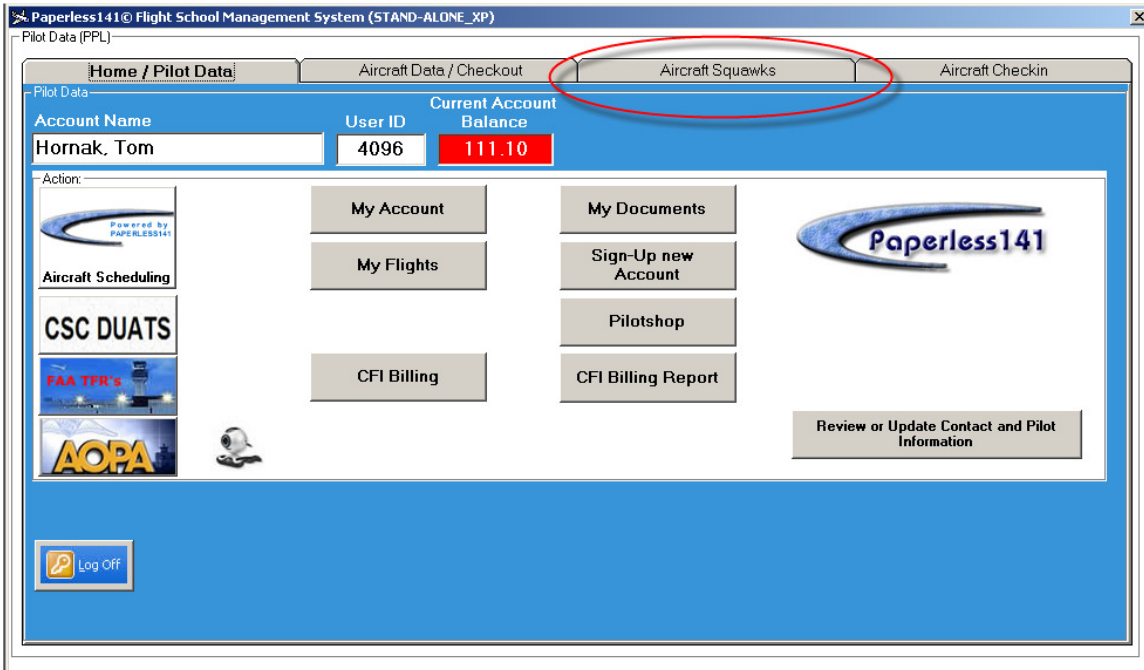 Paperless141© Flight School Management System (STAND-ALONE_XP)
Pilot Data (PPL)
Home / Pilot Data
Aircraft Data / Checkout
Aircraft Squawks
Aircraft Checkin
Pilot Data
Account Name
User ID
Current Account
Balance
Hornak, Tom
4096
111.10
Action:
Powered by
PAPERLESS141
Aircraft Scheduling
My Account
My Documents
Paperless141
My Flights
Sign-Up new
Account
CSC DUATS
Pilotshop
FAA TFR's
CFI Billing
CFI Billing Report
AOPA
Review or Update Contact and Pilot
Information
Log Off